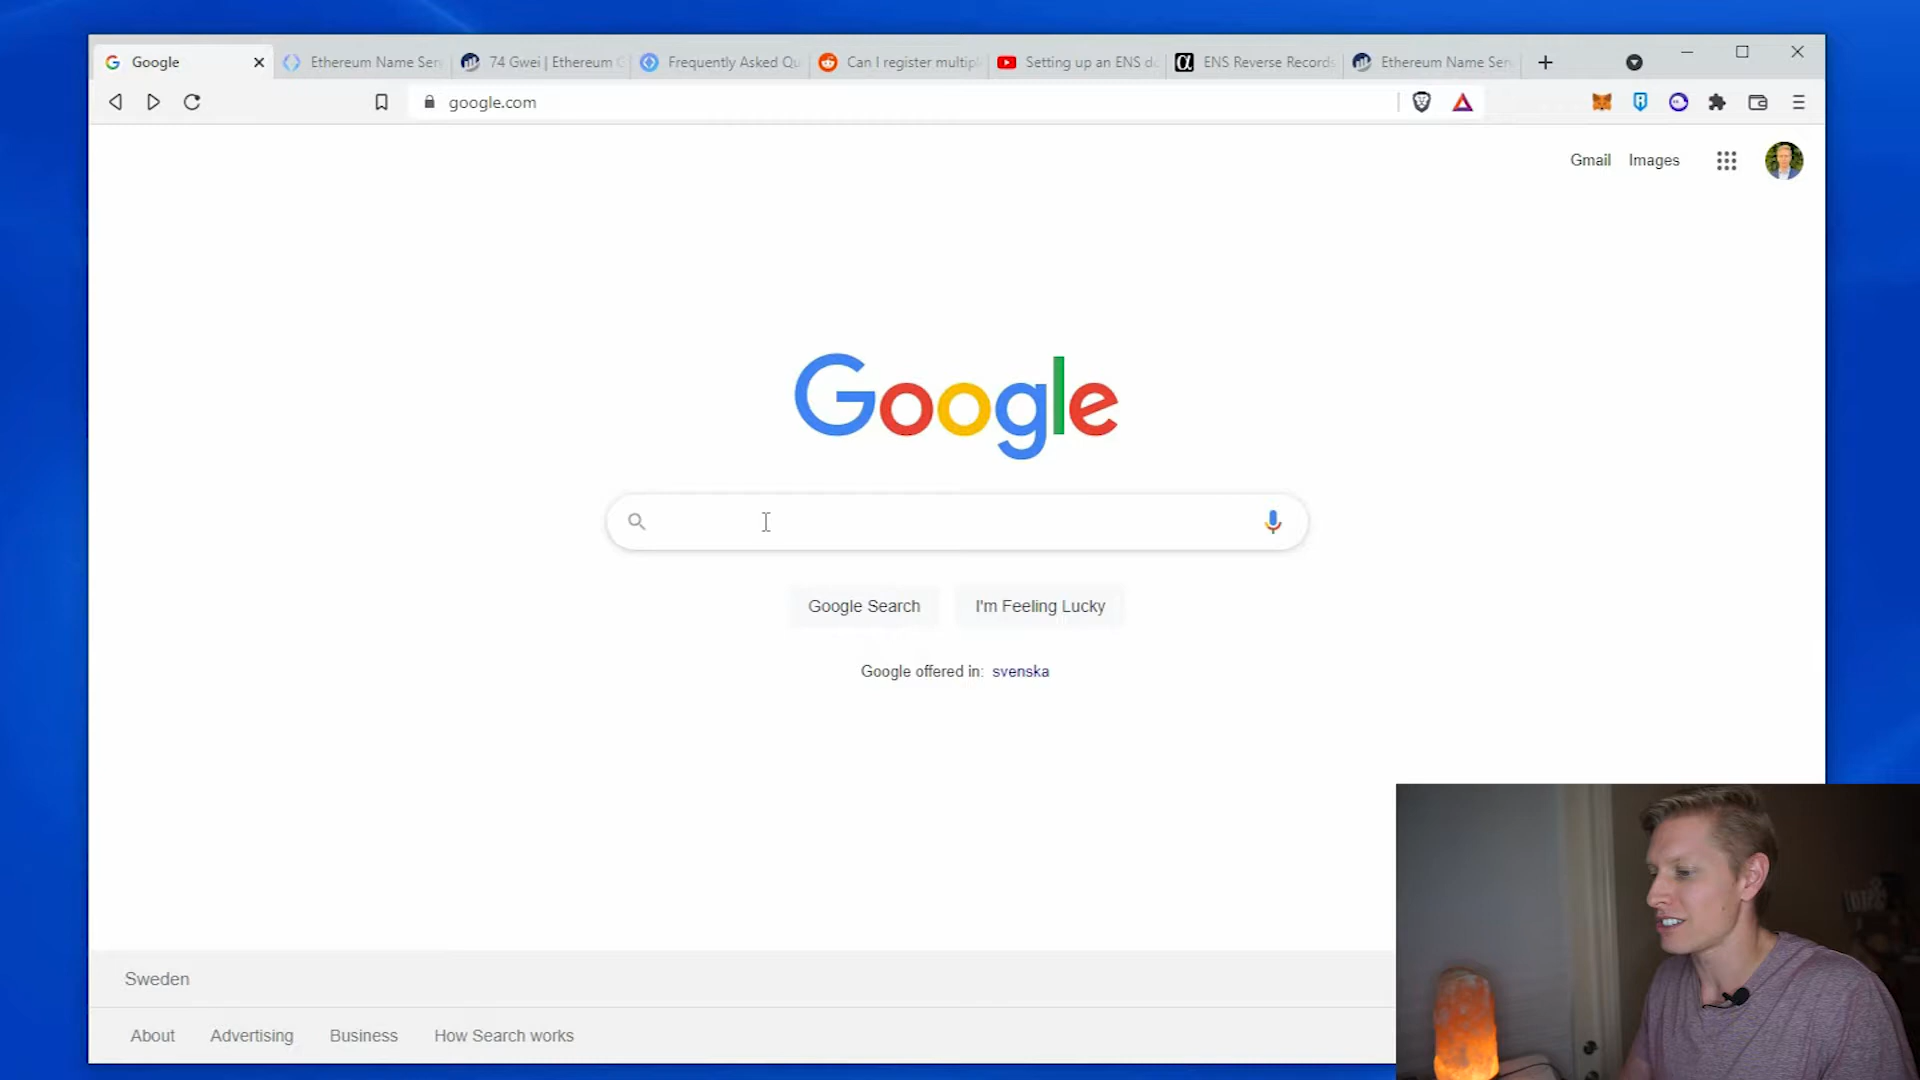 Google
Ethereum Name Ser
74 Gwei | Ethereum G
Frequently Asked Qu
Can I register multip
Setting up an ENS do
ENS Reverse Records
Ethereum Name Ser
google.com
Gmail Images
Google
Google Search I'm Feeling Lucky
Google offered in: svenska
Sweden
About Advertising Business How Search works